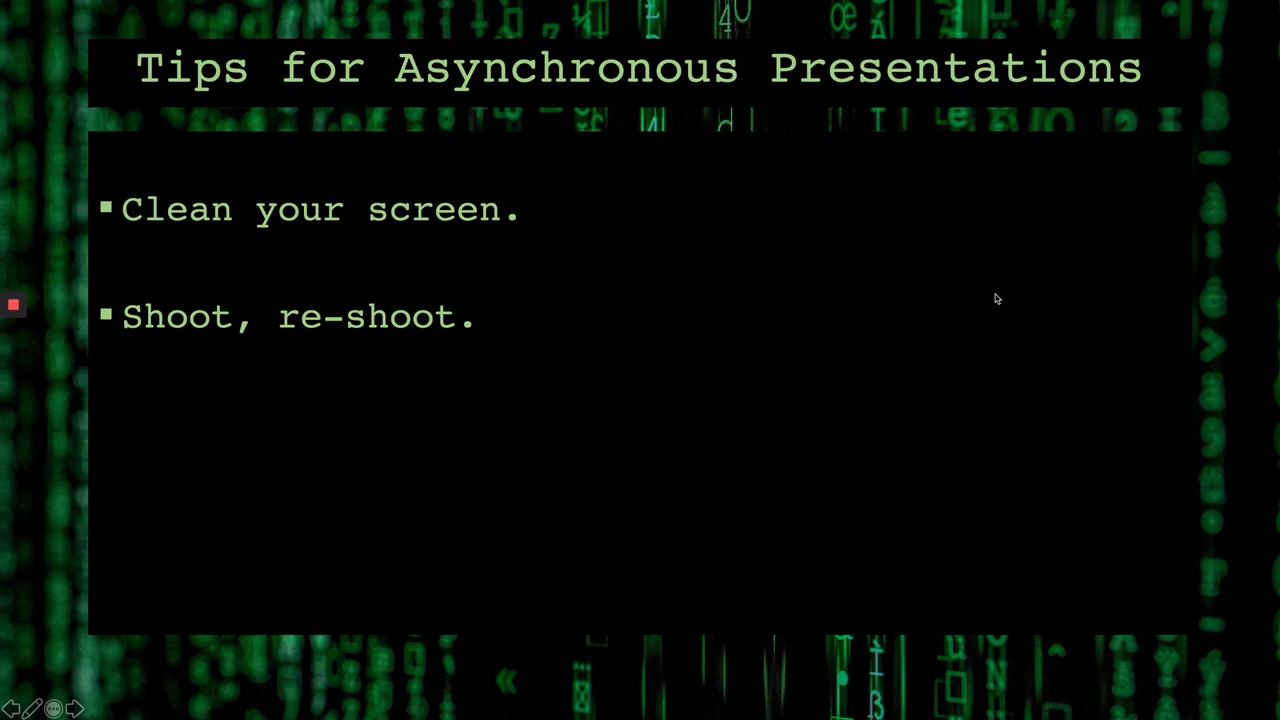 Tips for Asynchronous Presentations
▪Clean your screen.
▪Shoot, re-shoot.